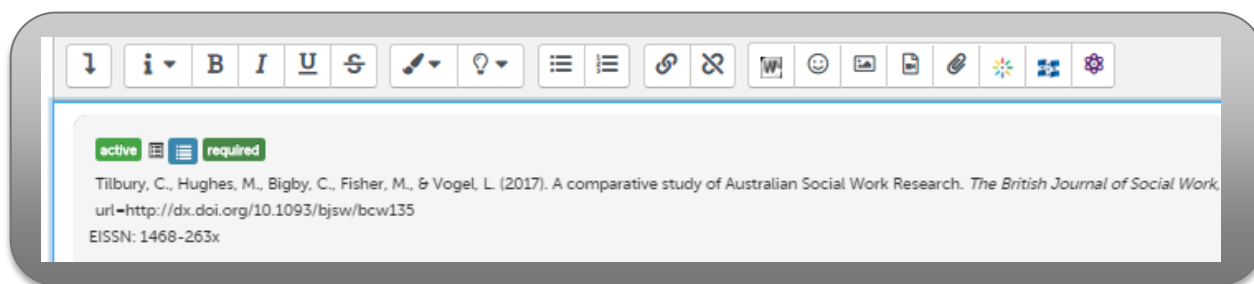 i B I U S
W
active required
Tilbury, C., Hughes, M., Bigby, C., Fisher, M., & Vogel, L. (2017). A comparative study of Australian Social Work Research. The British Journal of Social Work,
url=http://dx.doi.org/10.1093/bjsw/bcw135
EISSN: 1468-263x